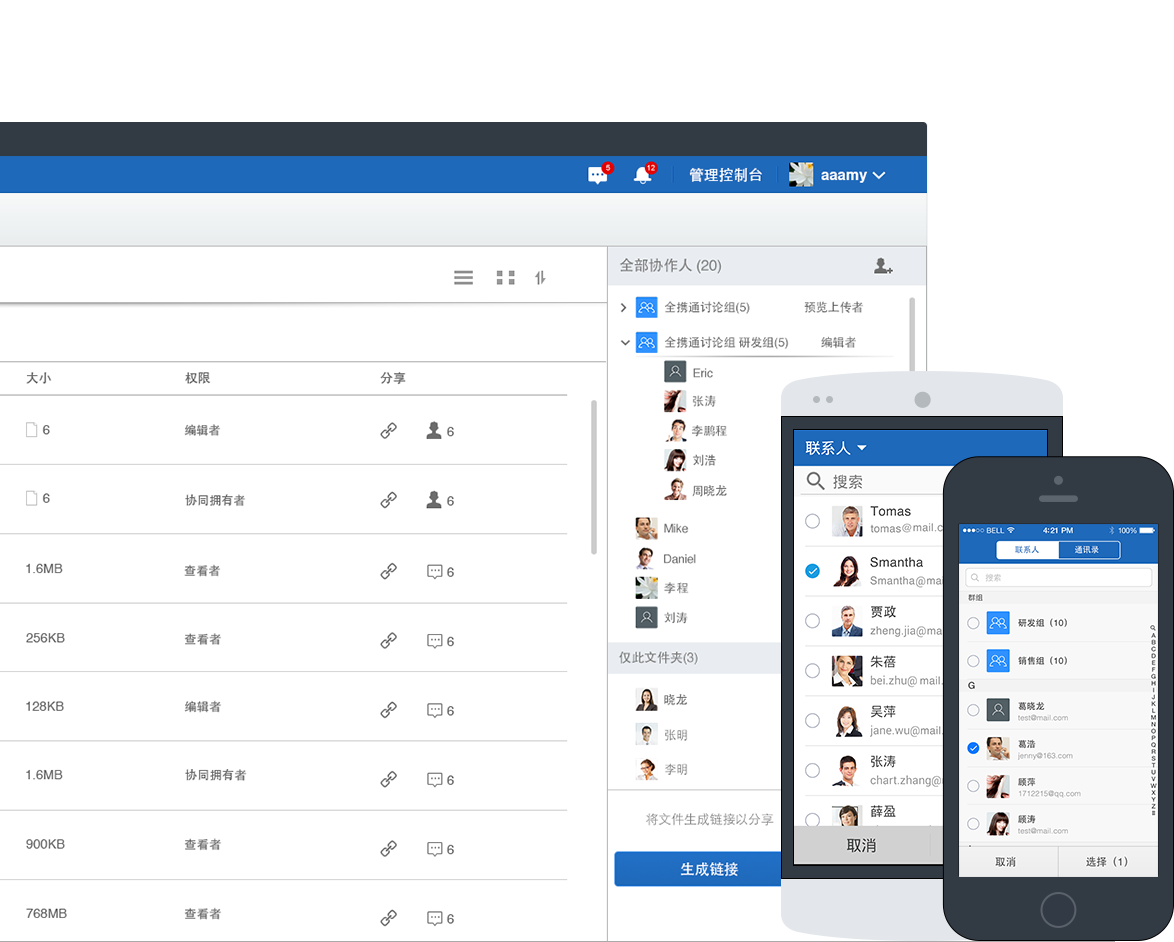 5
12
管理控制台
aaamy
全部协作人 (20)
全携通讨论组(5) 预览上传者
全携通讨论组 研发组(5) 编辑者
Eric
张涛
李鹏程
刘浩
周晓龙
Mike
Daniel
李程
刘涛
仅此文件夹(3)
晓龙
张明
李明
将文件生成链接以分享
生成链接
大小 权限 分享
6 编辑者 6
6 协同拥有者 6
1.6MB 查看者 6
256KB 查看者 6
128KB 编辑者 6
1.6MB 协同拥有者 6
900KB 查看者 6
768MB 查看者 6
联系人
搜索
Tomas
tomas@mail.c
Smantha
Smantha@ma
贾政
zheng.jia@ma
朱蓓
bei.zhu@ mail.
吴萍
jane.wu@mail.
张涛
chart.zhang@
薛盈
取消
BELL 4:21 PM 100%
联系人 通讯录
搜索
群组
研发组（10）
销售组（10）
G
葛晓龙
test@mail.com
葛浩
jenny@163.com
顾萍
1712215@qq.com
顾涛
test@mail.com
A
B
C
D
E
F
G
H
I
J
K
L
M
N
O
P
Q
R
S
T
U
V
W
X
Y
Z
#
取消 选择（1）